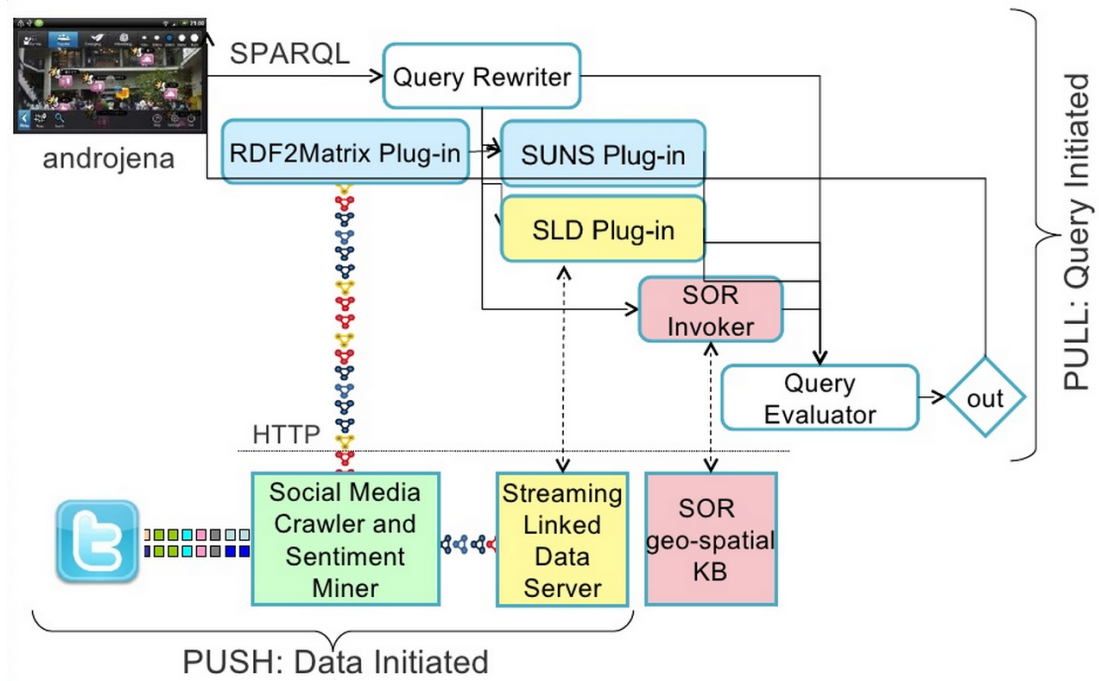 SPARQL
Query Rewriter
androjena
RDF2Matrix Plug-in
SUNS Plug-in
SLD Plug-in
SOR
Invoker
Query
Evaluator
out
PULL: Query Initiated
HTTP
Social Media
Crawler and
Sentiment
Miner
Streaming
Linked
Data
Server
SOR
geo-spatial
KB
PUSH: Data Initiated